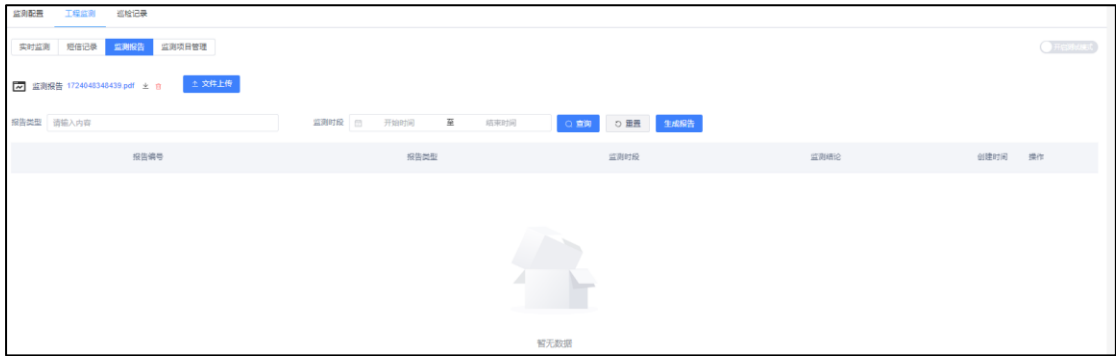 监测配置 工程监测 巡检记录
实时监测 短信记录 监测报告 监测项目管理
监测报告 1724048348439.pdf 文件上传
报告类型 请输入内容 监测时段 开始时间 至 结束时间 查询 重置 生成报告
报告编号 报告类型 监测时段 监测结论 创建时间 操作
暂无数据